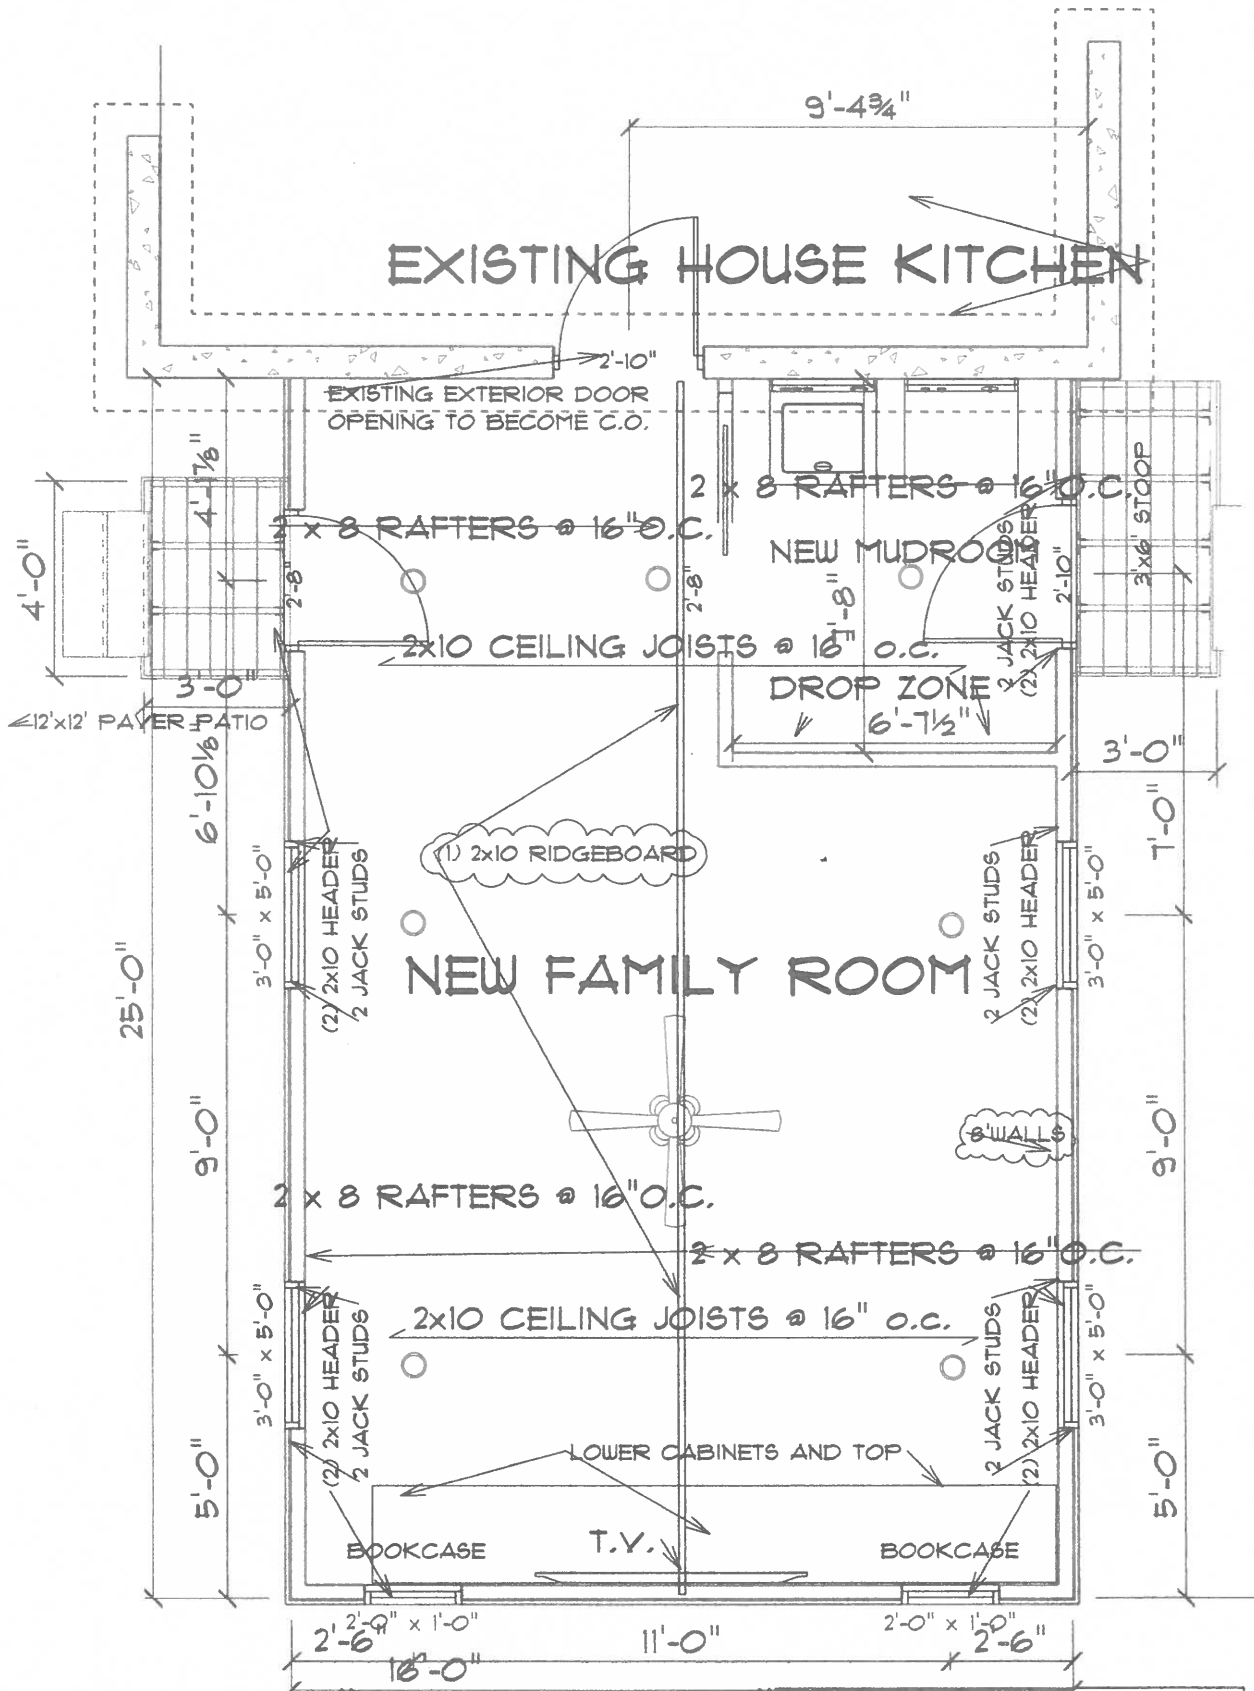 9'-4¾"
EXISTING HOUSE KITCHEN
2'-10"
EXISTING EXTERIOR DOOR
OPENING TO BECOME C.O.
4'-1⅞"
2 x 8 RAFTERS @ 16" O.C.
3'x6' STOOP
2 x 8 RAFTERS @ 16" O.C.
NEW MUDROOM
4'-0"
2'-8"
2'-8"
2 JACK STUDS
(2) 2x10 HEADER
2'-10"
2x10 CEILING JOISTS @ 16" o.c.
3'-0"
DROP ZONE
12'x12' PAVER PATIO
6'-7½"
3'-0"
6'-10⅛"
7'-0"
(1) 2x10 RIDGEBOARD
3'-0" x 5'-0"
(2) 2x10 HEADER
2 JACK STUDS
2 JACK STUDS
(2) 2x10 HEADER
3'-0" x 5'-0"
NEW FAMILY ROOM
25'-0"
9'-0"
8' WALLS
9'-0"
2 x 8 RAFTERS @ 16" O.C.
2 x 8 RAFTERS @ 16" O.C.
2x10 CEILING JOISTS @ 16" o.c.
3'-0" x 5'-0"
(2) 2x10 HEADER
2 JACK STUDS
2 JACK STUDS
(2) 2x10 HEADER
3'-0" x 5'-0"
LOWER CABINETS AND TOP
5'-0"
5'-0"
BOOKCASE
T.V.
BOOKCASE
2'-0" x 1'-0"
2'-0" x 1'-0"
2'-6"
11'-0"
2'-6"
16'-0"